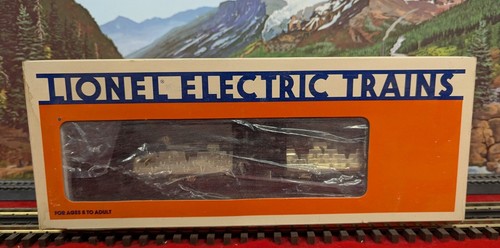 LIONEL ELECTRIC TRAINS
FOR AGES 8 TO ADULT